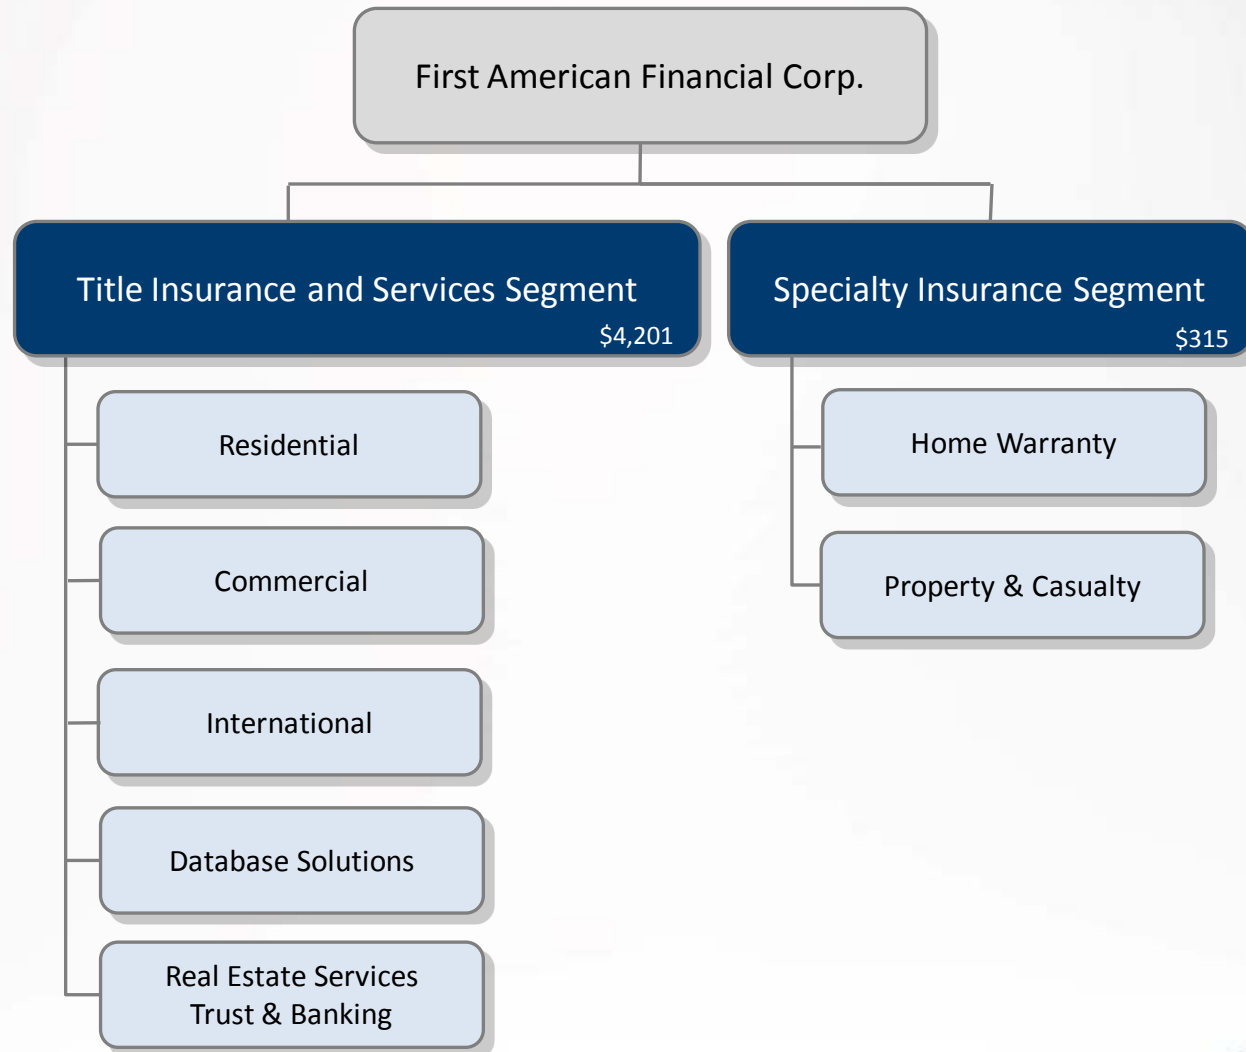 First American Financial Corp.
Title Insurance and Services Segment
$4,201
Specialty Insurance Segment
$315
Residential
Commercial
International
Database Solutions
Real Estate Services
Trust & Banking
Home Warranty
Property & Casualty